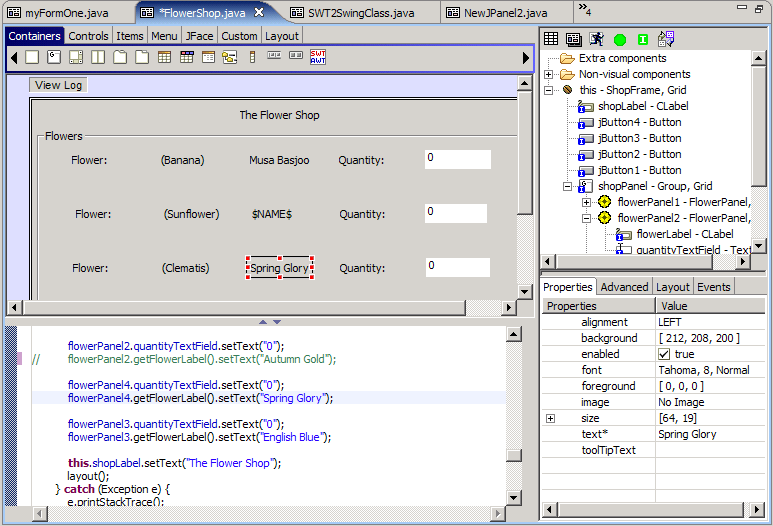 myFormOne.java *FlowerShop.java SWT2SwingClass.java NewJPanel2.java »4
Containers Controls Items Menu JFace Custom Layout
SWT
AWT
View Log
The Flower Shop
Flowers
Flower: (Banana) Musa Basjoo Quantity: 0
Flower: (Sunflower) $NAME$ Quantity: 0
Flower: (Clematis) Spring Glory Quantity: 0
flowerPanel2.quantityTextField.setText("0");
// flowerPanel2.getFlowerLabel().setText("Autumn Gold");
flowerPanel4.quantityTextField.setText("0");
flowerPanel4.getFlowerLabel().setText("Spring Glory");
flowerPanel3.quantityTextField.setText("0");
flowerPanel3.getFlowerLabel().setText("English Blue");
this.shopLabel.setText("The Flower Shop");
layout();
} catch (Exception e) {
e.printStackTrace();
Extra components
Non-visual components
this - ShopFrame, Grid
shopLabel - CLabel
jButton4 - Button
jButton3 - Button
jButton2 - Button
jButton1 - Button
shopPanel - Group, Grid
flowerPanel1 - FlowerPanel,
flowerPanel2 - FlowerPanel,
flowerLabel - CLabel
quantityTextField - Text
Properties Advanced Layout Events
Properties Value
alignment LEFT
background [ 212, 208, 200 ]
enabled true
font Tahoma, 8, Normal
foreground [ 0, 0, 0 ]
image No Image
size [64, 19]
text* Spring Glory
toolTipText